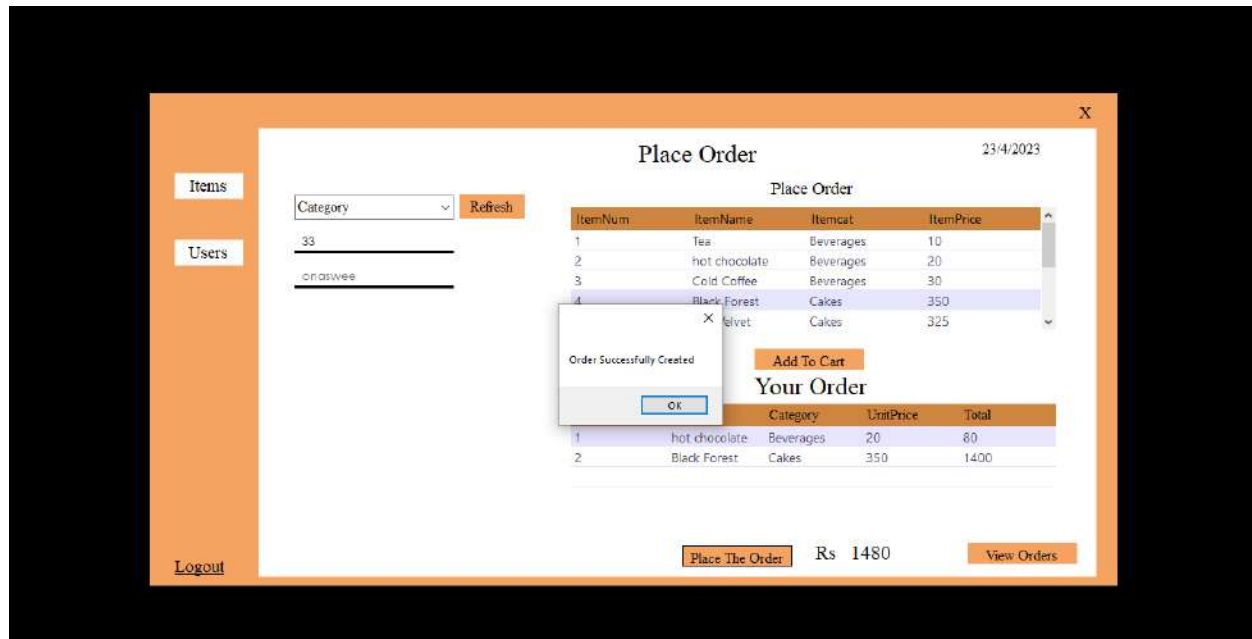 X
Place Order
23/4/2023
Items
Users
Logout
Category
Refresh
33
onaswee
Place Order
ItemNum ItemName Itemcat ItemPrice
1 Tea Beverages 10
2 hot chocolate Beverages 20
3 Cold Coffee Beverages 30
4 Black Forest Cakes 350
Cakes 325
X
Order Successfully Created
OK
Add To Cart
Your Order
Category UnitPrice Total
1 hot chocolate Beverages 20 80
2 Black Forest Cakes 350 1400
Place The Order Rs 1480 View Orders